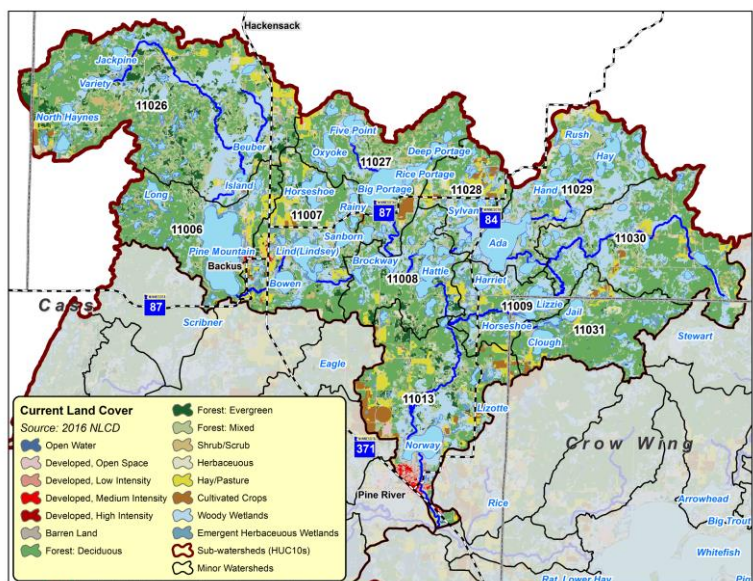 Hackensack
Jackpine
Variety
11026
North Haynes
Five Point
Rush
Beuber
Oxyoke
11027
Deep Portage
Hay
Rice Portage
Island
Horseshoe
Big Portage
11028
Hand
11029
Long
11007
Rainy
87
Sylvan
84
11006
Sanborn
Ada
11030
Pine Mountain
Lind(Lindsey)
Brockway
Backus
Hattie
Bowen
11008
Harriet
11009
Lizzie
Cass
87
Horseshoe
Jail
Scribner
11031
Clough
Stewart
Eagle
11013
Lizotte
Crow Wing
371
Norway
Pine River
Rice
Arrowhead
Big Trout
Whitefish
Rat, Lower Hay
Current Land Cover
Source: 2016 NLCD
Open Water
Developed, Open Space
Developed, Low Intensity
Developed, Medium Intensity
Developed, High Intensity
Barren Land
Forest: Deciduous
Forest: Evergreen
Forest: Mixed
Shrub/Scrub
Herbaceous
Hay/Pasture
Cultivated Crops
Woody Wetlands
Emergent Herbaceuous Wetlands
Sub-watersheds (HUC10s)
Minor Watersheds